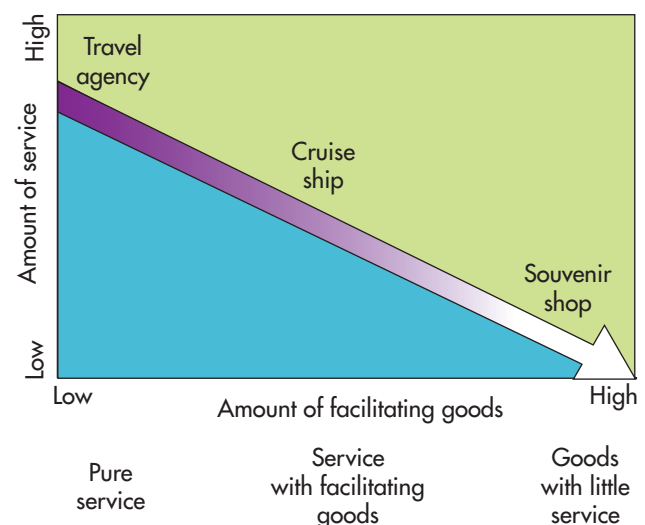 High
Amount of service
Low
Travel
agency
Cruise
ship
Souvenir
shop
Low
High
Amount of facilitating goods
Pure
service
Service
with facilitating
goods
Goods
with little
service